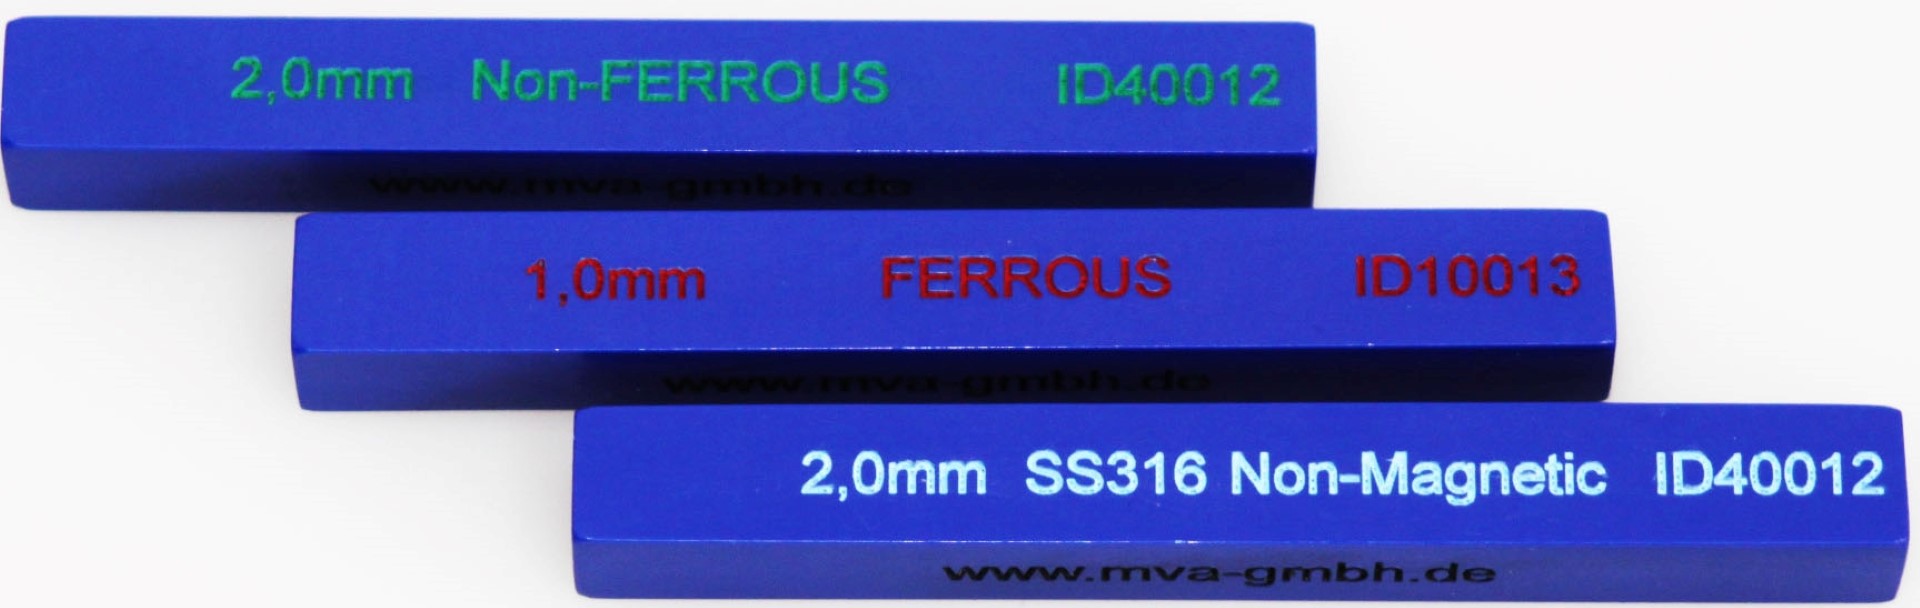 2,0mm Non-FERROUS ID40012
www.mva-gmbh.de
1,0mm FERROUS ID10013
www.mva-gmbh.de
2,0mm SS316 Non-Magnetic ID40012
www.mva-gmbh.de